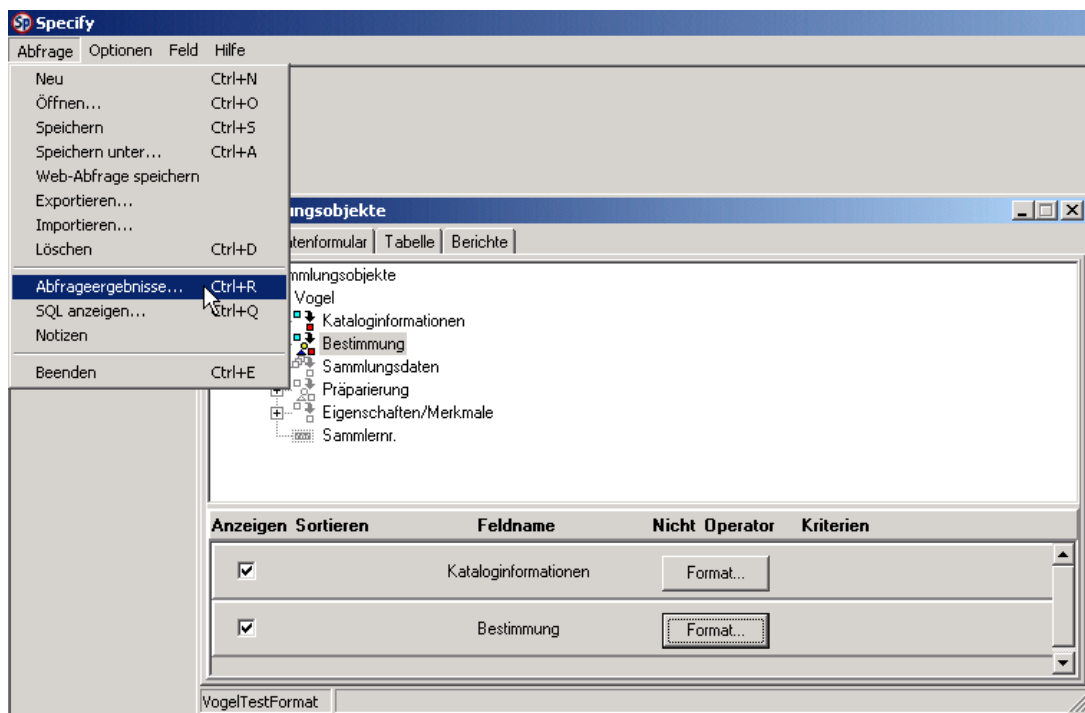 Specify
Abfrage Optionen Feld Hilfe
Neu Ctrl+N
Öffnen... Ctrl+O
Speichern Ctrl+S
Speichern unter... Ctrl+A
Web-Abfrage speichern
Exportieren...
Importieren...
Löschen Ctrl+D
Abfrageergebnisse... Ctrl+R
SQL anzeigen... Ctrl+Q
Notizen
Beenden Ctrl+E
ngsobjekte
tenformular Tabelle Berichte
mmlungsobjekte
Vogel
Kataloginformationen
Bestimmung
Sammlungsdaten
Präparierung
Eigenschaften/Merkmale
Sammlernr.
Anzeigen Sortieren Feldname Nicht Operator Kriterien
Kataloginformationen Format...
Bestimmung Format...
VogelTestFormat